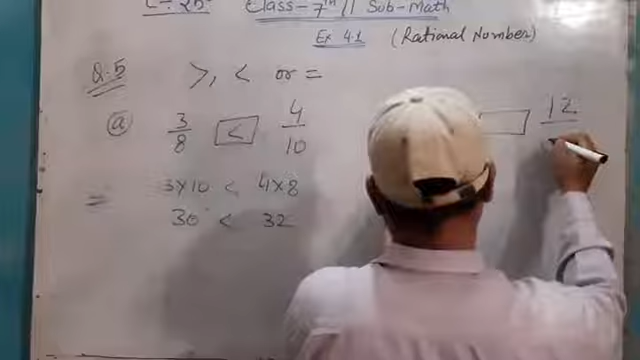 L-25 Class-7th // Sub-Math
Ex 4.1 (Rational Number)
Q.5 >, < or =
(a) 3/8 < 4/10
12
= 3×10 < 4×8
30 < 32